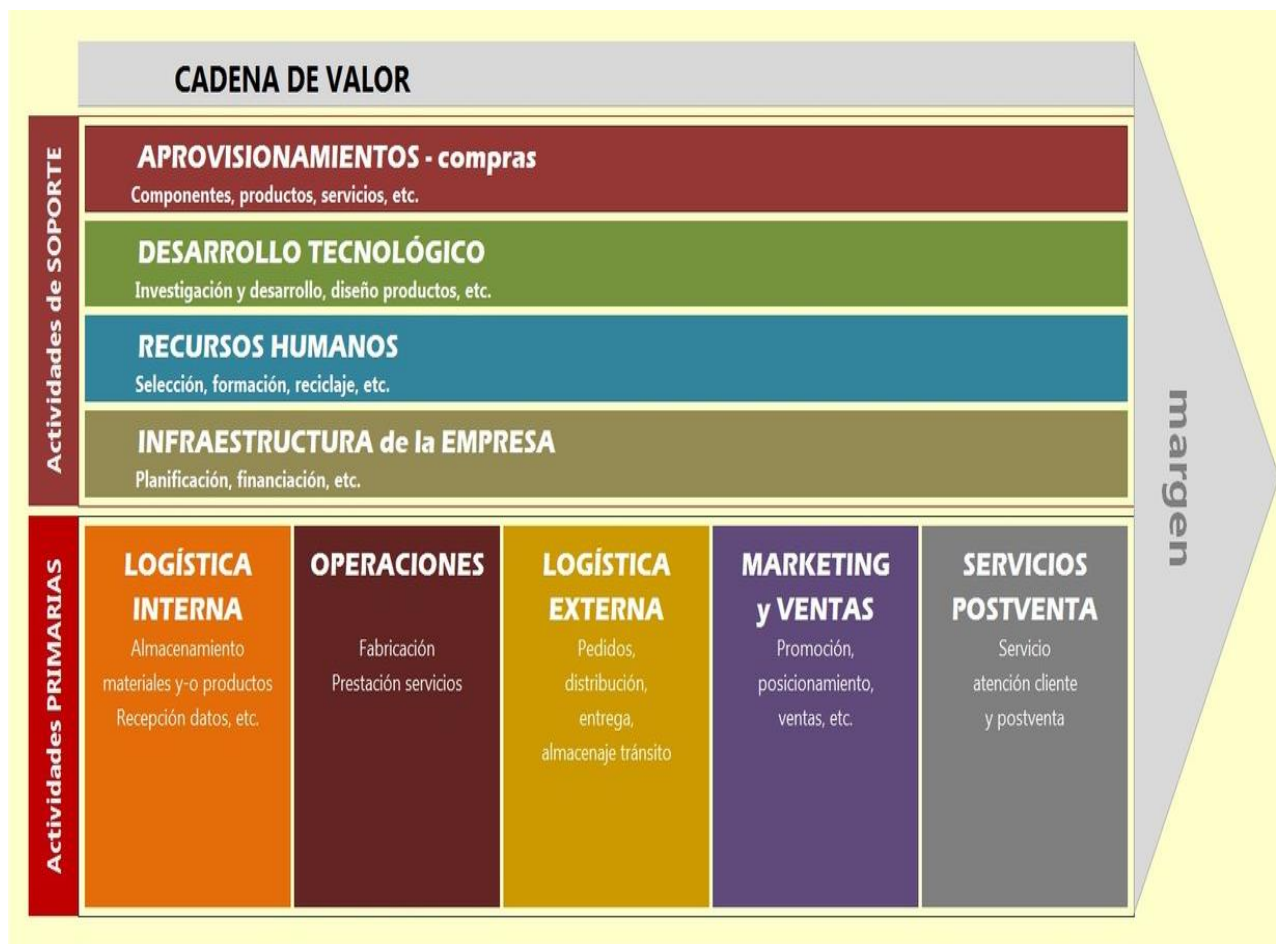 CADENA DE VALOR
Actividades de SOPORTE
APROVISIONAMIENTOS - compras
Componentes, productos, servicios, etc.
DESARROLLO TECNOLÓGICO
Investigación y desarrollo, diseño productos, etc.
RECURSOS HUMANOS
Selección, formación, reciclaje, etc.
INFRAESTRUCTURA de la EMPRESA
Planificación, financiación, etc.
Actividades PRIMARIAS
LOGÍSTICA
INTERNA
Almacenamiento
materiales y-o productos
Recepción datos, etc.
OPERACIONES
Fabricación
Prestación servicios
LOGÍSTICA
EXTERNA
Pedidos,
distribución,
entrega,
almacenaje tránsito
MARKETING
y VENTAS
Promoción,
posicionamiento,
ventas, etc.
SERVICIOS
POSTVENTA
Servicio
atención cliente
y postventa
margen